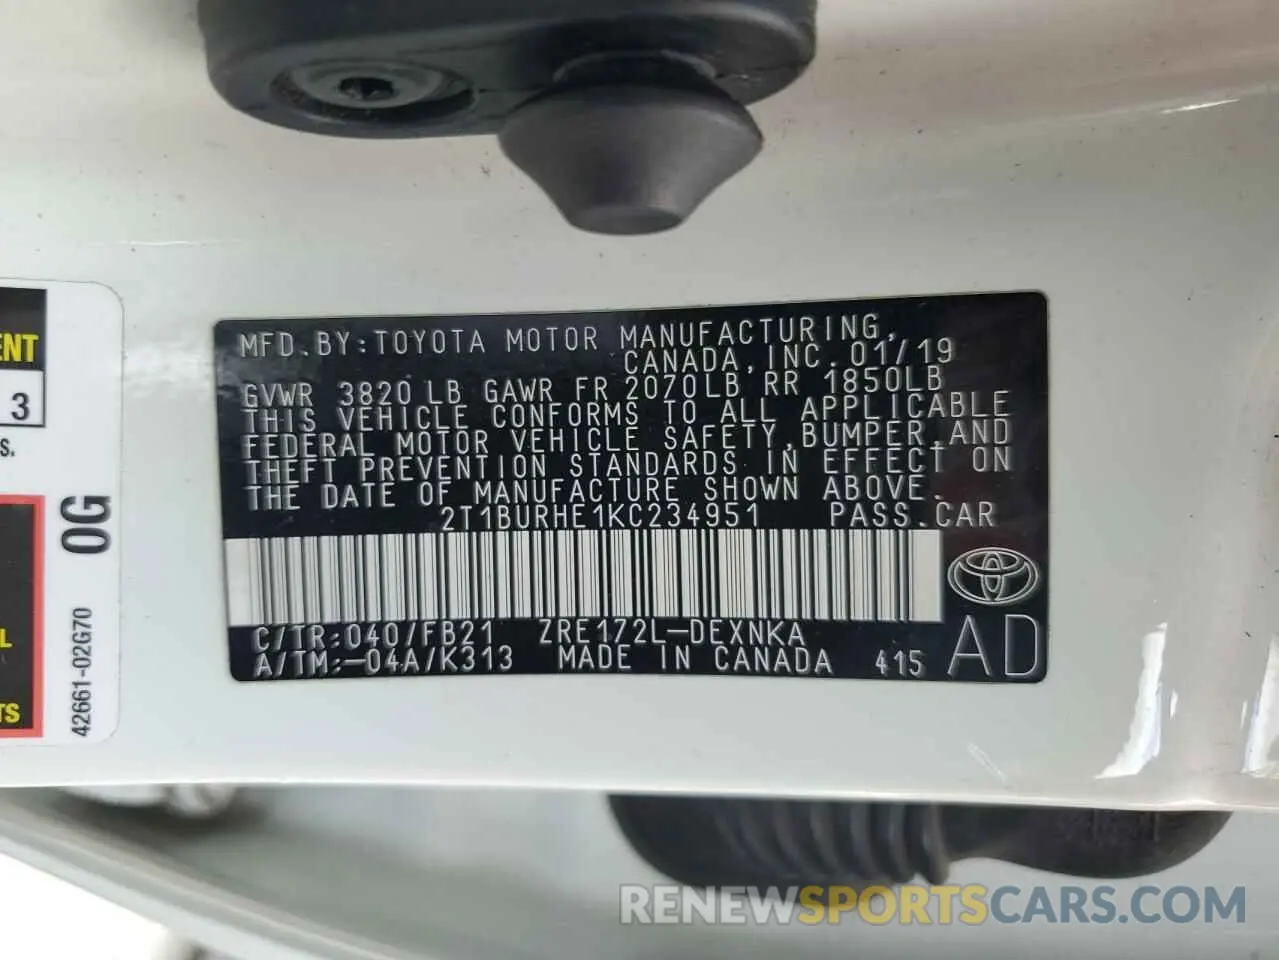 ENT
3
S.
L
TS
0G
42661-02G70
MFD.BY:TOYOTA MOTOR MANUFACTURING,
CANADA,INC.01/19
GVWR 3820 LB GAWR FR 2070LB RR 1850LB
THIS VEHICLE CONFORMS TO ALL APPLICABLE
FEDERAL MOTOR VEHICLE SAFETY,BUMPER,AND
THEFT PREVENTION STANDARDS IN EFFECT ON
THE DATE OF MANUFACTURE SHOWN ABOVE.
2T1BURHE1KC234951 PASS.CAR
C/TR:040/FB21 ZRE172L-DEXNKA
A/TM:-04A/K313 MADE IN CANADA 415
AD
RENEWSPORTSCARS.COM